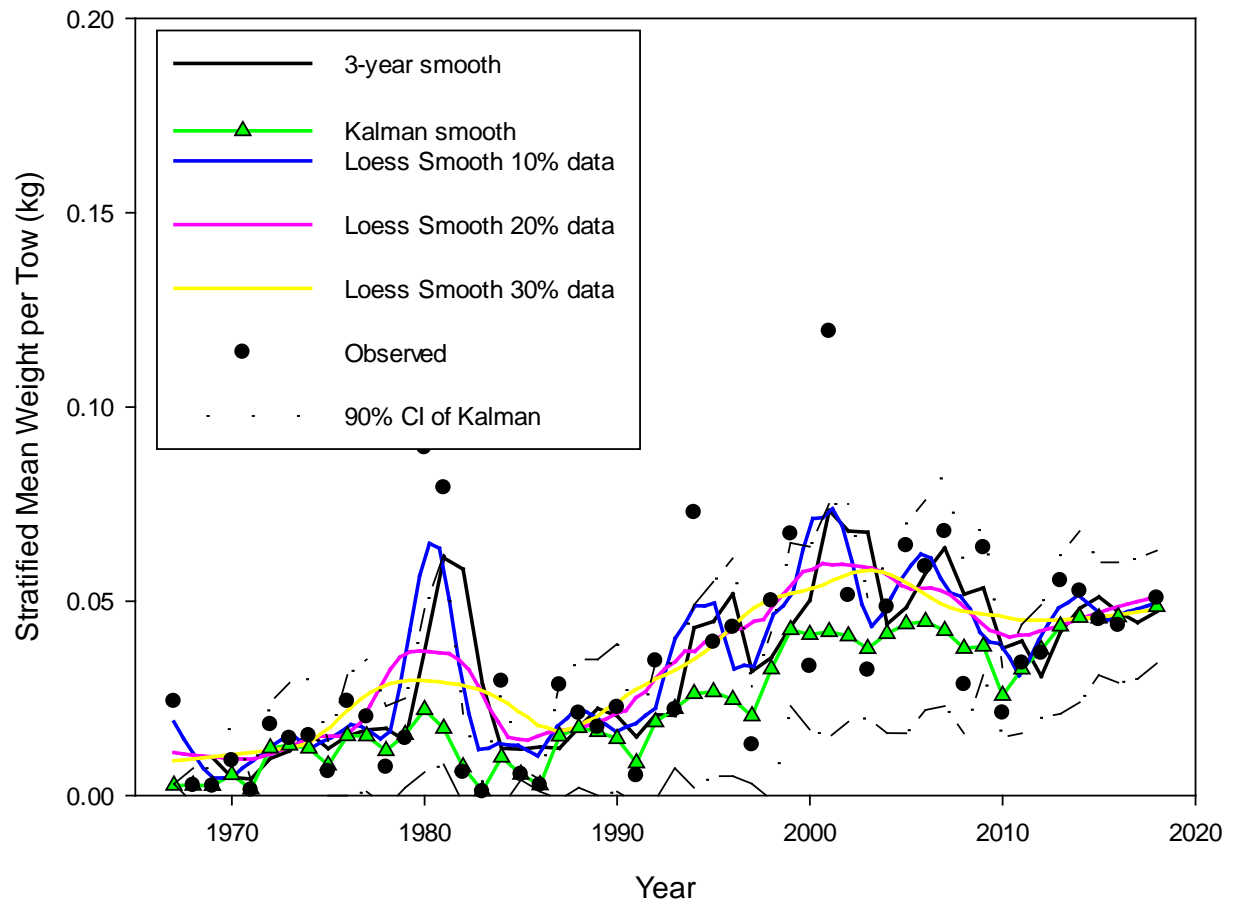 0.20
0.15
0.10
0.05
0.00
Stratified Mean Weight per Tow (kg)
3-year smooth
Kalman smooth
Loess Smooth 10% data
Loess Smooth 20% data
Loess Smooth 30% data
Observed
90% CI of Kalman
1970 1980 1990 2000 2010 2020
Year